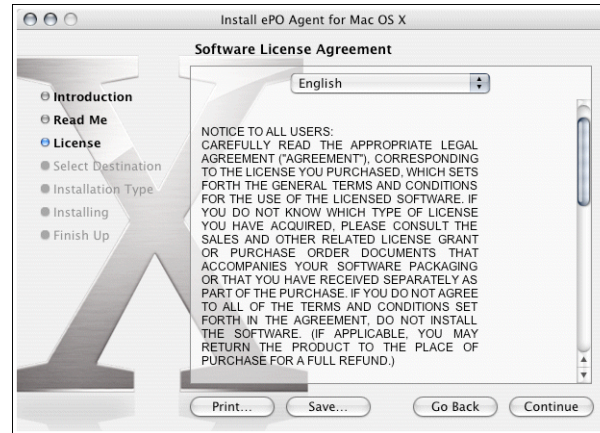 Install ePO Agent for Mac OS X
Software License Agreement
English
Introduction
Read Me
License
Select Destination
Installation Type
Installing
Finish Up
NOTICE TO ALL USERS:
CAREFULLY READ THE APPROPRIATE LEGAL
AGREEMENT ("AGREEMENT"), CORRESPONDING
TO THE LICENSE YOU PURCHASED, WHICH SETS
FORTH THE GENERAL TERMS AND CONDITIONS
FOR THE USE OF THE LICENSED SOFTWARE. IF
YOU DO NOT KNOW WHICH TYPE OF LICENSE
YOU HAVE ACQUIRED, PLEASE CONSULT THE
SALES AND OTHER RELATED LICENSE GRANT
OR PURCHASE ORDER DOCUMENTS THAT
ACCOMPANIES YOUR SOFTWARE PACKAGING
OR THAT YOU HAVE RECEIVED SEPARATELY AS
PART OF THE PURCHASE. IF YOU DO NOT AGREE
TO ALL OF THE TERMS AND CONDITIONS SET
FORTH IN THE AGREEMENT, DO NOT INSTALL
THE SOFTWARE. (IF APPLICABLE, YOU MAY
RETURN THE PRODUCT TO THE PLACE OF
PURCHASE FOR A FULL REFUND.)
Print... Save... Go Back Continue